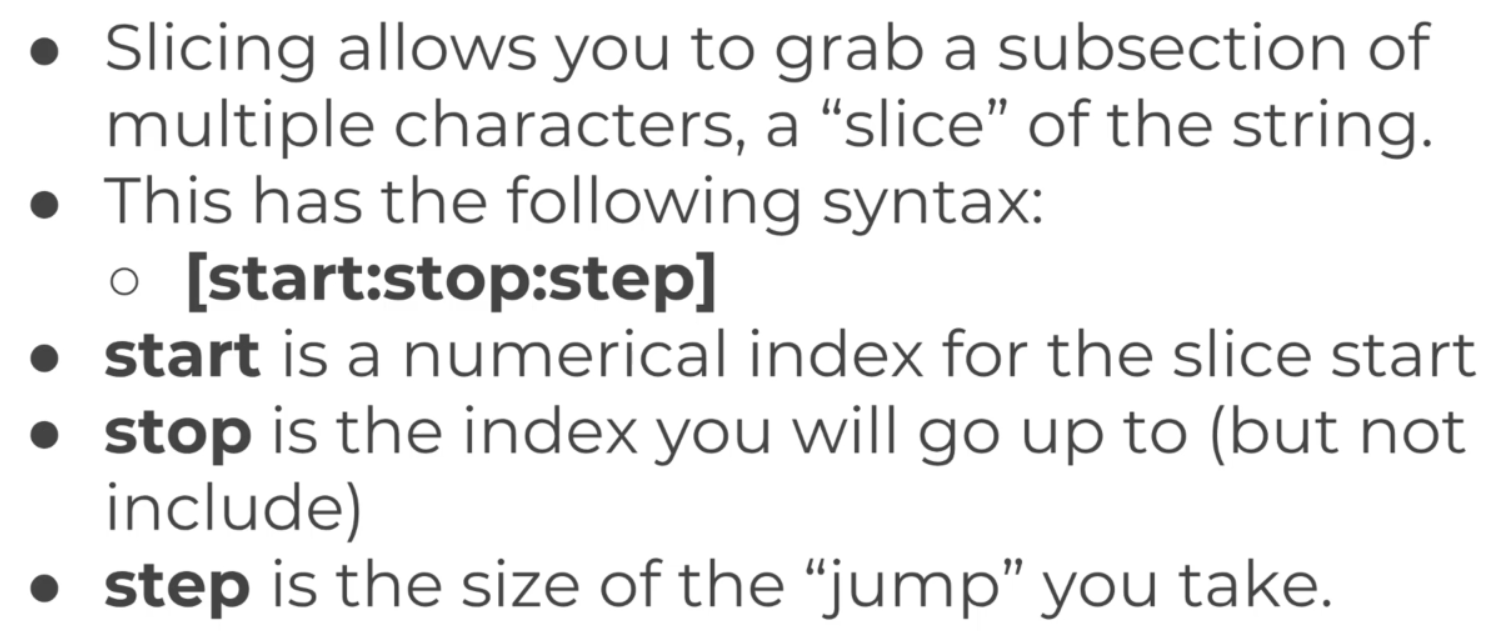 ● Slicing allows you to grab a subsection of
multiple characters, a “slice” of the string.
● This has the following syntax:
○ [start:stop:step]
● start is a numerical index for the slice start
● stop is the index you will go up to (but not
include)
● step is the size of the “jump” you take.